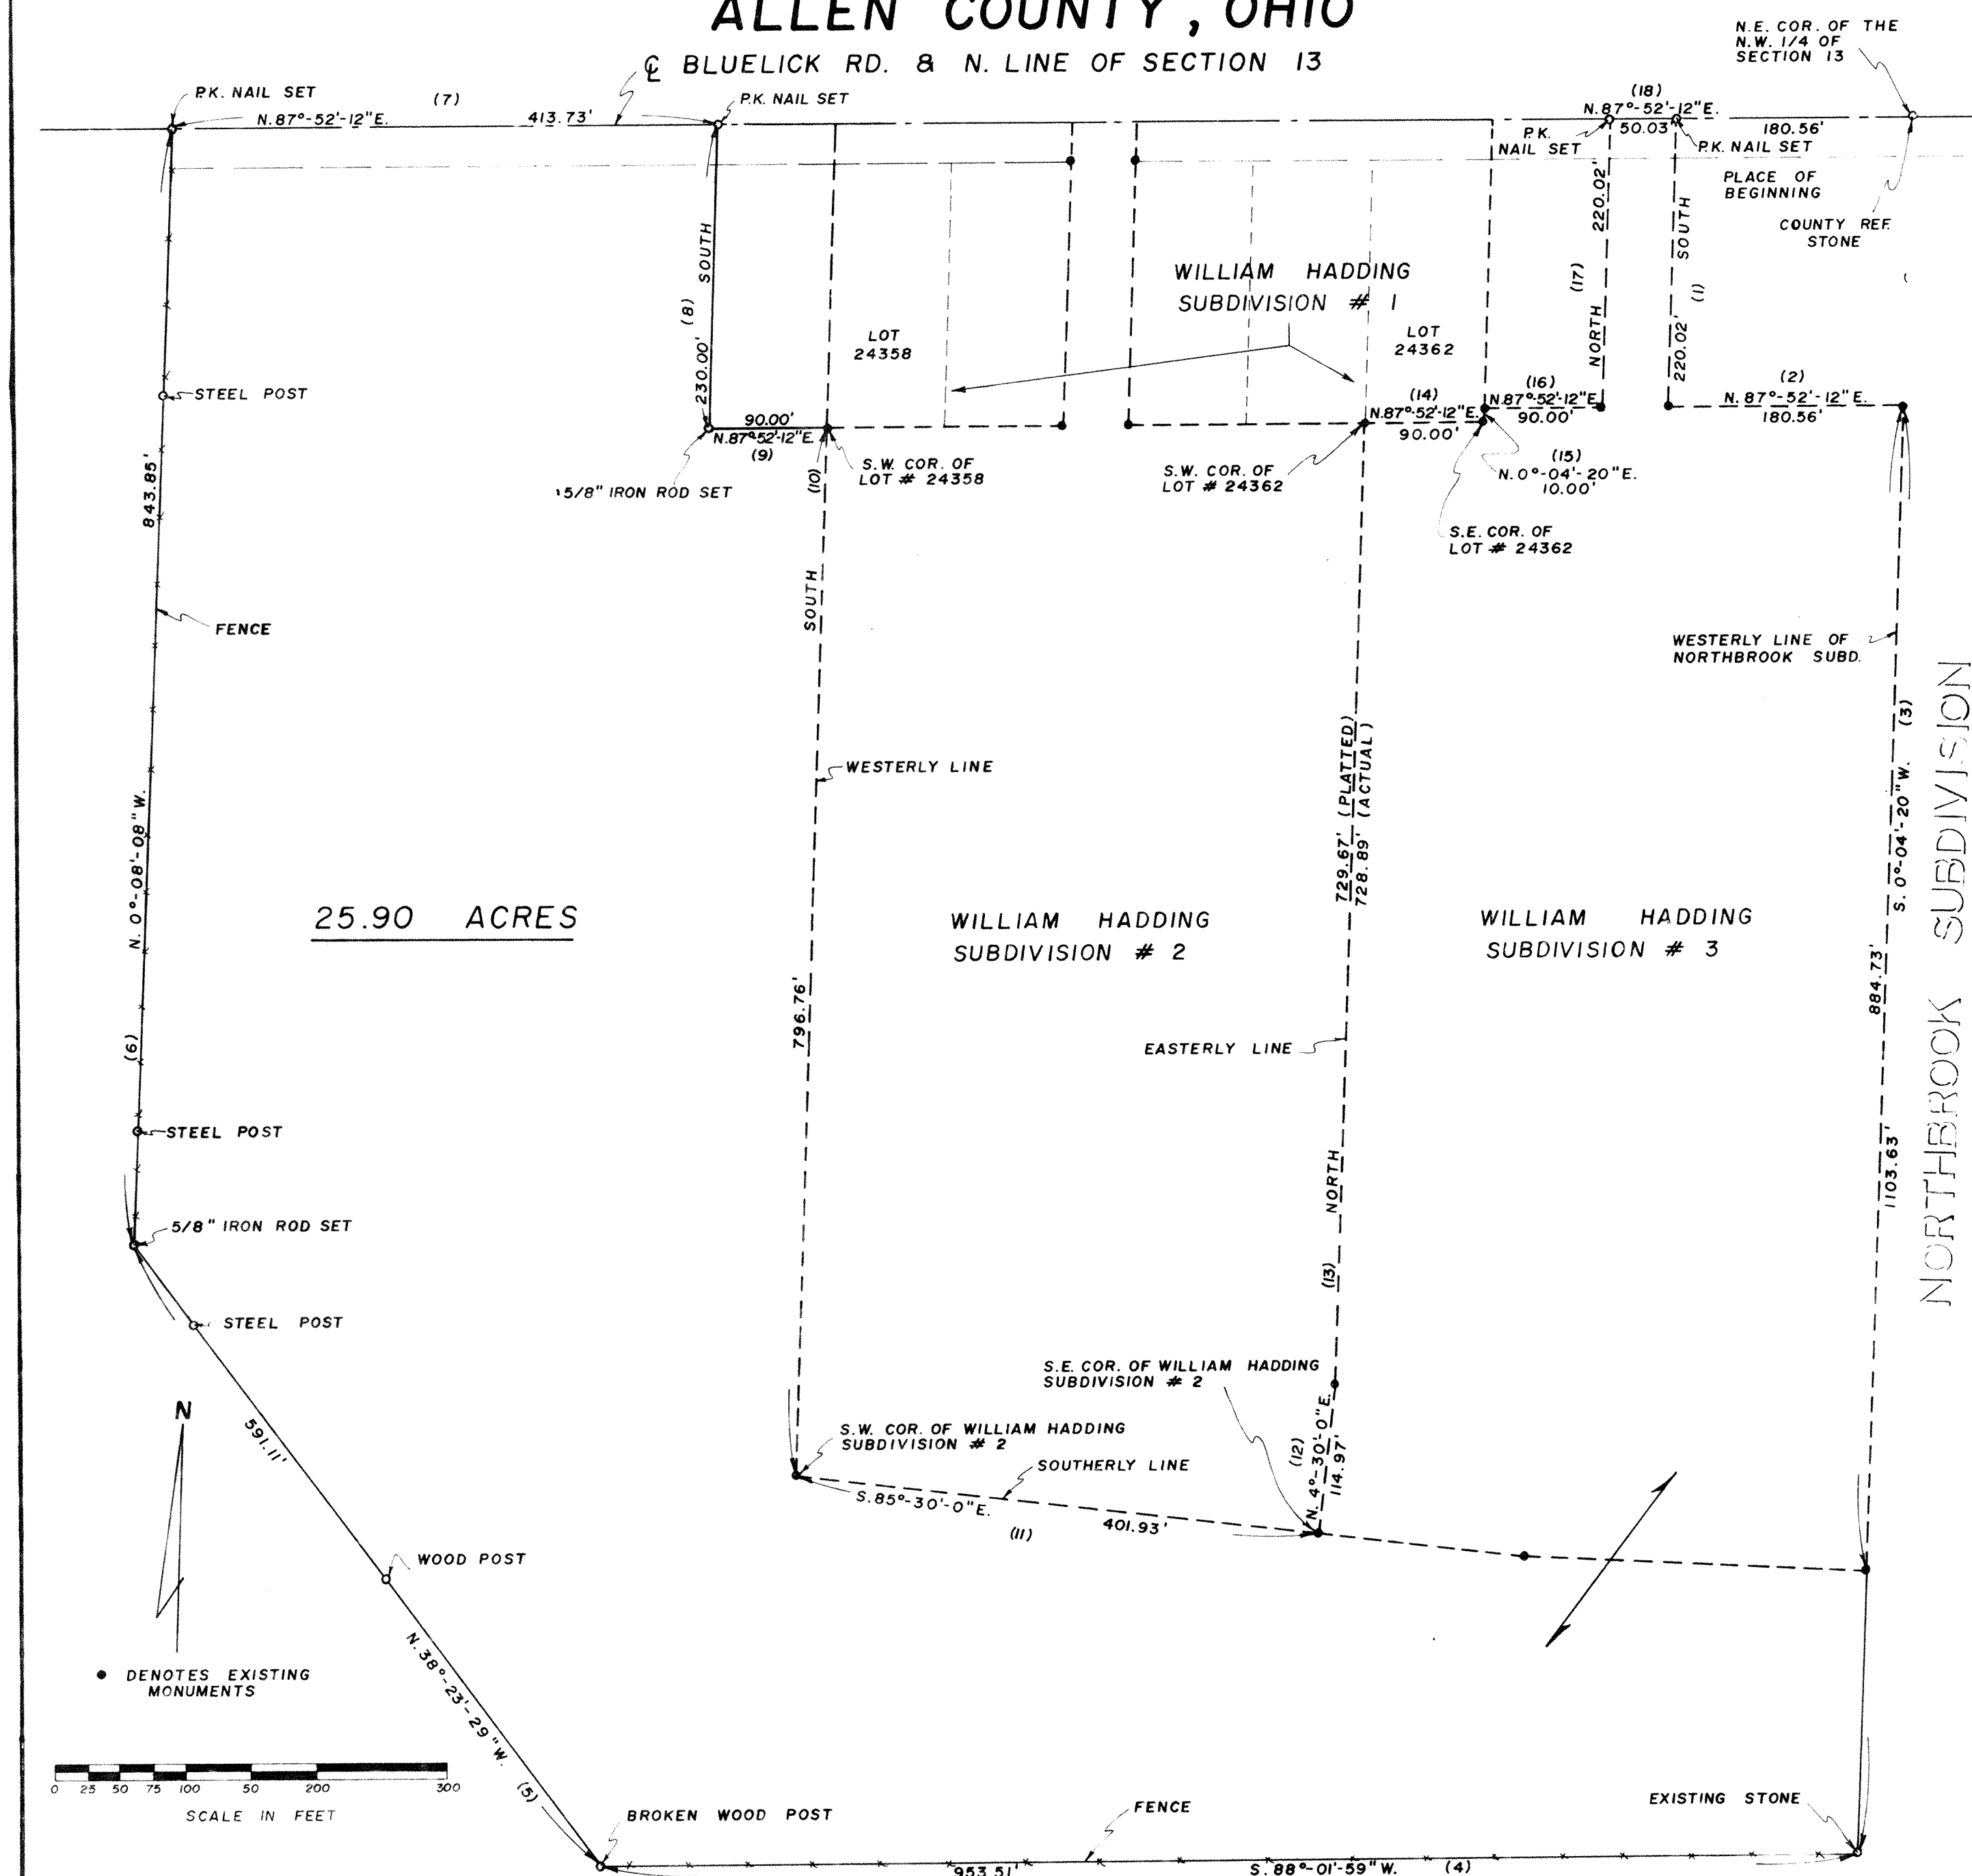 ALLEN COUNTY, OHIO
℄ BLUELICK RD. & N. LINE OF SECTION 13
N.E. COR. OF THE
N.W. 1/4 OF
SECTION 13
P.K. NAIL SET
(7)
N. 87°-52'-12"E.
413.73'
P.K. NAIL SET
(18)
N. 87°-52'-12"E.
50.03'
180.56'
P.K.
NAIL SET
P.K. NAIL SET
PLACE OF
BEGINNING
COUNTY REF.
STONE
(8) SOUTH
230.00'
WILLIAM HADDING
SUBDIVISION # 1
LOT
24358
LOT
24362
(17)
NORTH 220.02'
SOUTH
(1)
220.02'
(2)
N. 87°-52'-12"E.
180.56'
STEEL POST
90.00'
N.87°-52'-12"E.
(9)
(14)
N.87°-52'-12"E.
90.00'
(16)
N.87°-52'-12"E.
90.00'
(15)
N. 0°-04'-20"E.
10.00'
5/8" IRON ROD SET
S.W. COR. OF
LOT # 24358
S.W. COR. OF
LOT # 24362
S.E. COR. OF
LOT # 24362
843.85'
FENCE
(10)
SOUTH
WESTERLY LINE OF
NORTHBROOK SUBD.
WESTERLY LINE
729.67' (PLATTED)
728.89' (ACTUAL)
S. 0°-04'-20"W. (3)
NORTHBROOK SUBDIVISION
N. 0°-08'-08"W.
25.90 ACRES
WILLIAM HADDING
SUBDIVISION # 2
WILLIAM HADDING
SUBDIVISION # 3
796.76'
884.73'
(6)
EASTERLY LINE
STEEL POST
1103.63'
NORTH
5/8" IRON ROD SET
(13)
STEEL POST
S.E. COR. OF WILLIAM HADDING
SUBDIVISION # 2
N
591.11'
S.W. COR. OF WILLIAM HADDING
SUBDIVISION # 2
(12)
N. 4°-30'-0"E.
114.97'
SOUTHERLY LINE
S.85°-30'-0"E.
(11)
401.93'
WOOD POST
DENOTES EXISTING
MONUMENTS
N. 38°-23'-29"W. (5)
0 25 50 75 100 50 200 300
SCALE IN FEET
BROKEN WOOD POST
FENCE
EXISTING STONE
953.51'
S. 88°-01'-59"W. (4)